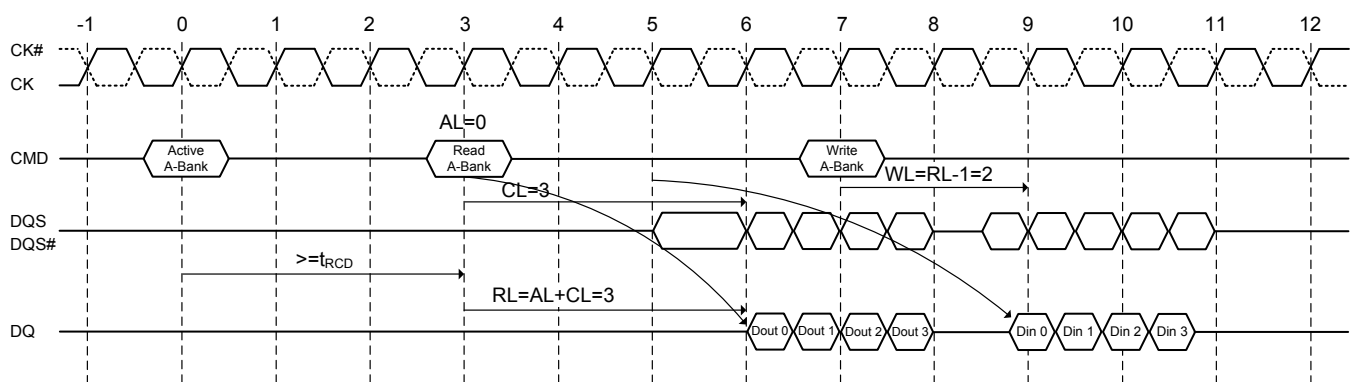 -1 0 1 2 3 4 5 6 7 8 9 10 11 12
CK#
CK
AL=0
CMD
Active
A-Bank
Read
A-Bank
Write
A-Bank
CL=3
WL=RL-1=2
DQS
DQS#
>=tRCD
RL=AL+CL=3
DQ
Dout 0 Dout 1 Dout 2 Dout 3 Din 0 Din 1 Din 2 Din 3